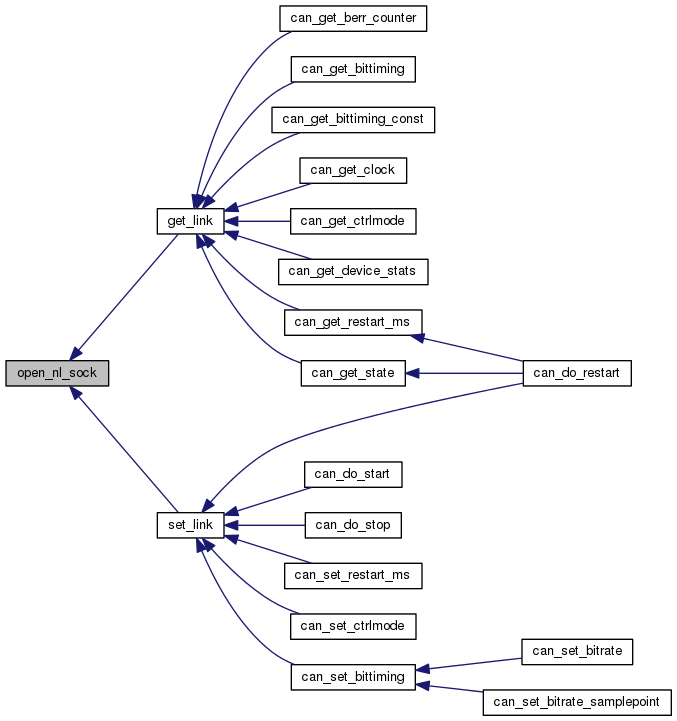 can_get_berr_counter
can_get_bittiming
can_get_bittiming_const
can_get_clock
get_link
can_get_ctrlmode
can_get_device_stats
can_get_restart_ms
open_nl_sock
can_get_state
can_do_restart
can_do_start
set_link
can_do_stop
can_set_restart_ms
can_set_ctrlmode
can_set_bitrate
can_set_bittiming
can_set_bitrate_samplepoint